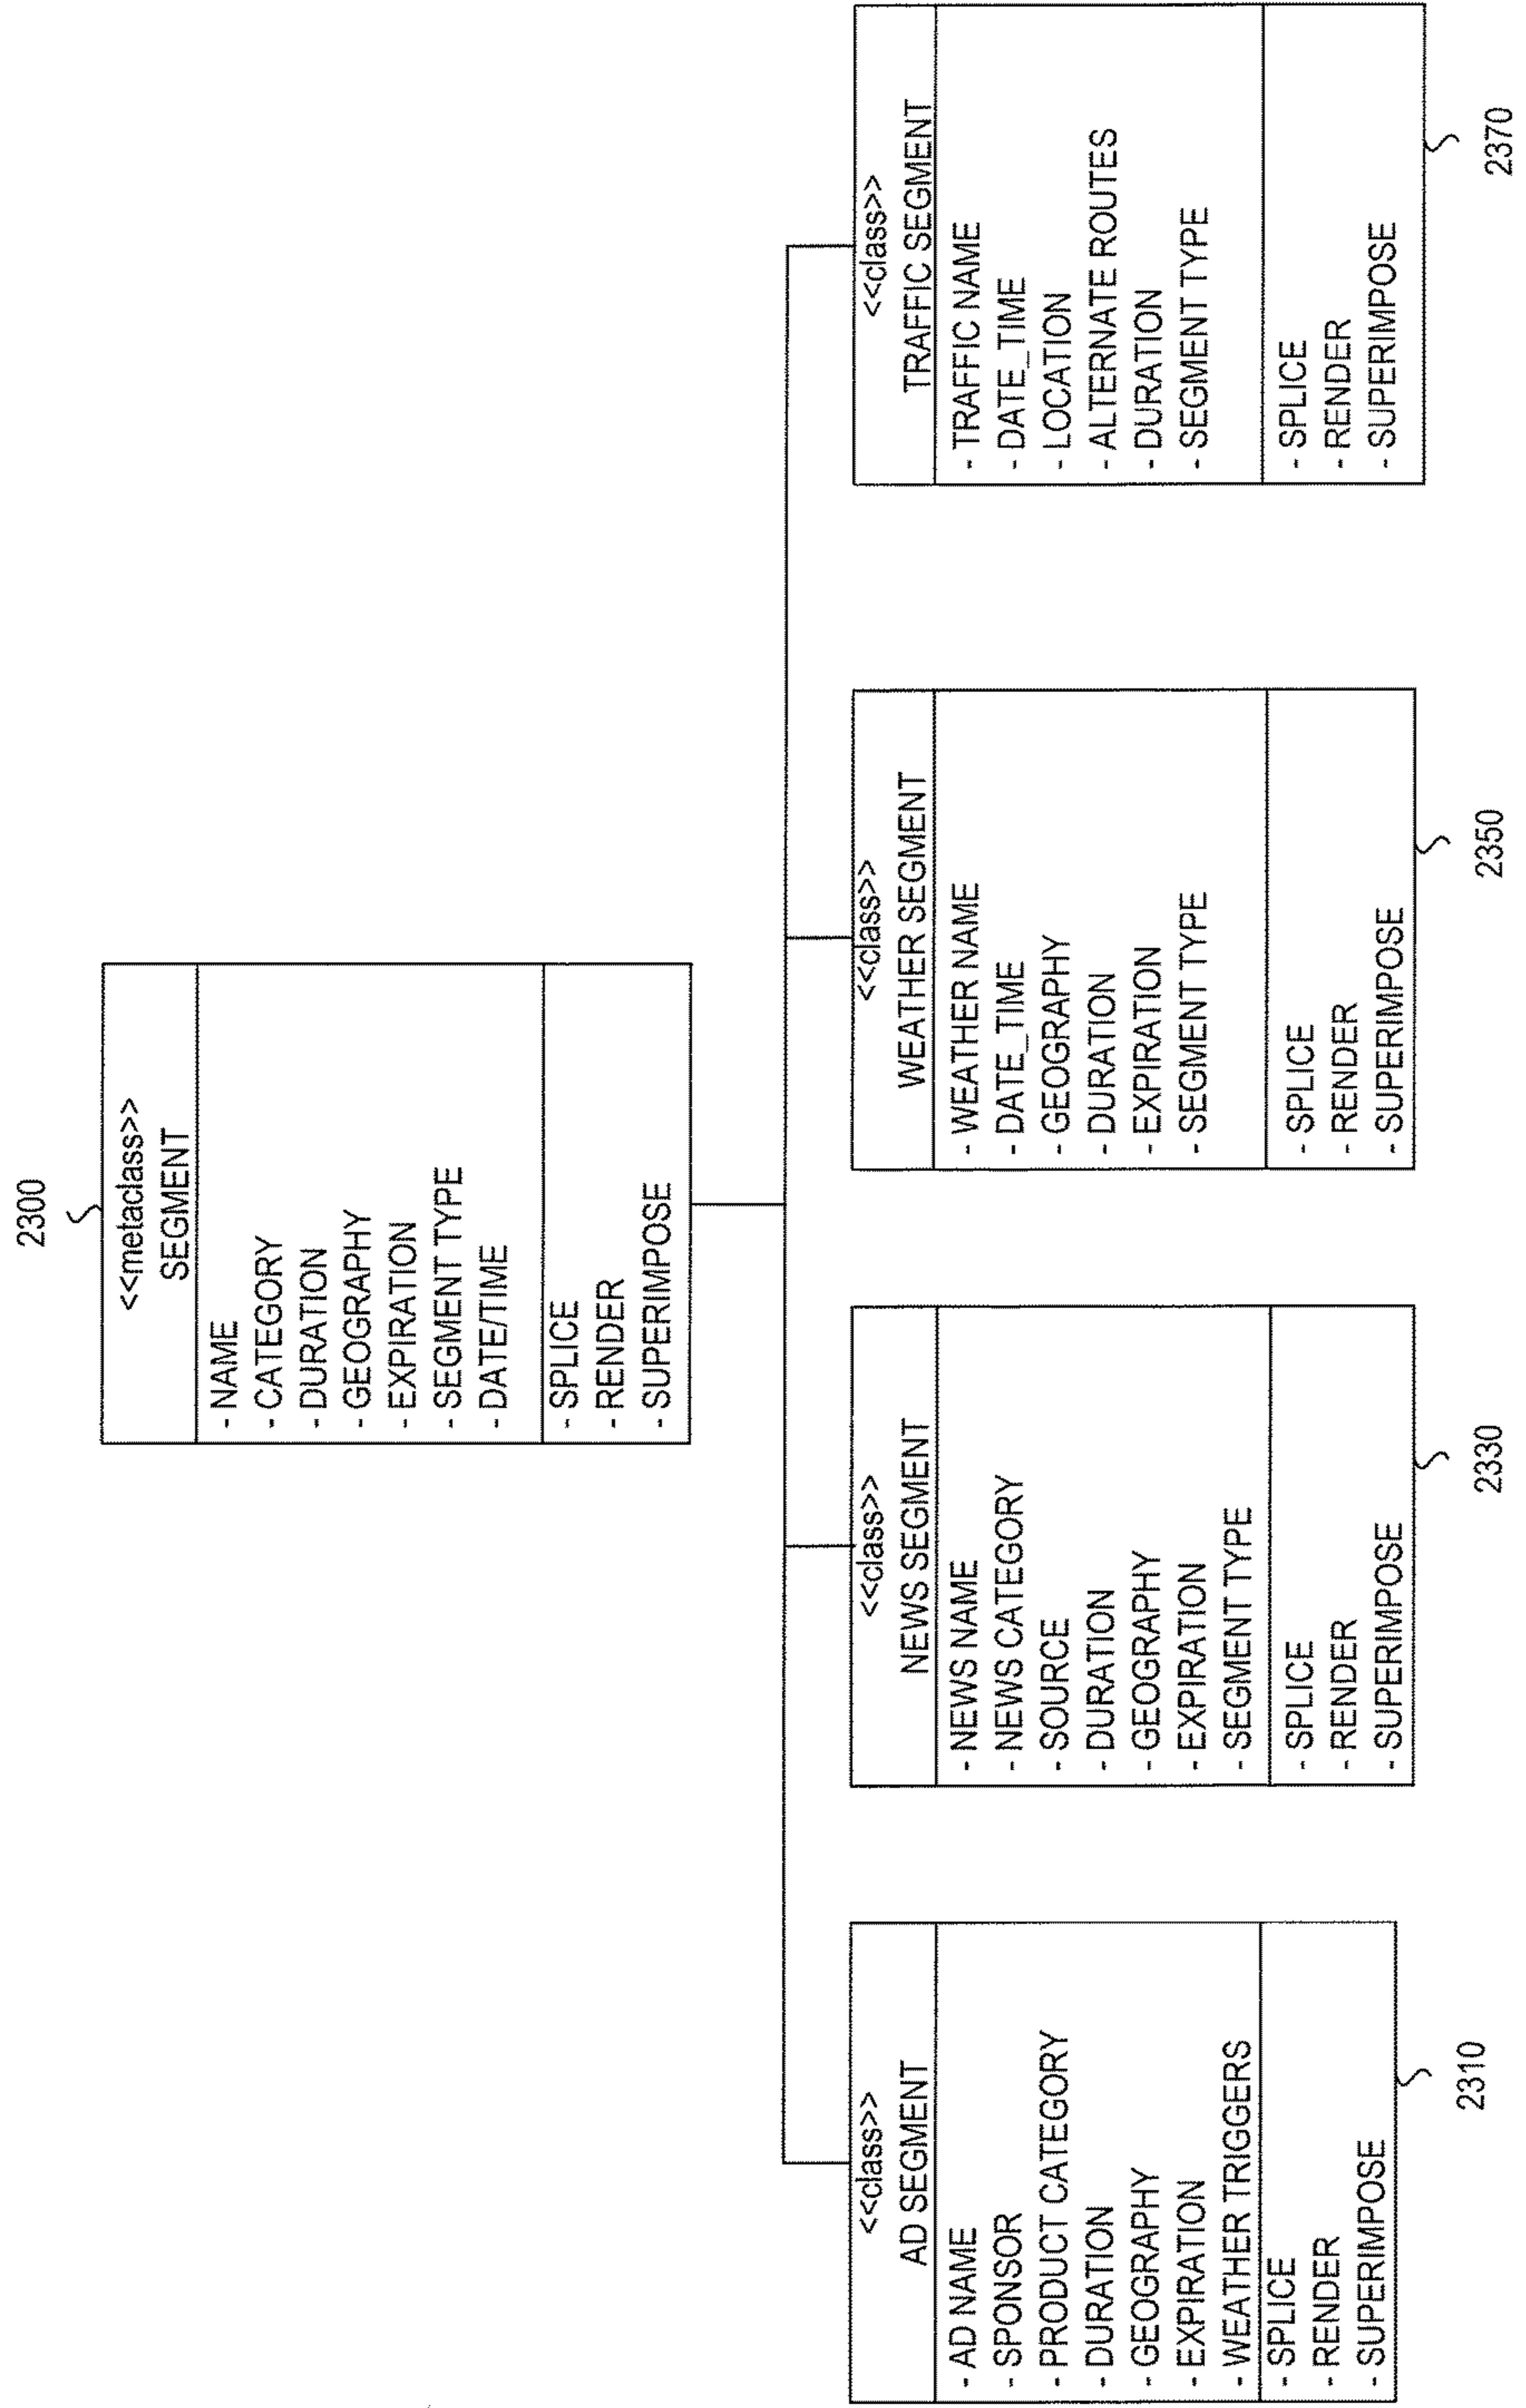 2300
<<metaclass>>
SEGMENT
- NAME
- CATEGORY
- DURATION
- GEOGRAPHY
- EXPIRATION
- SEGMENT TYPE
- DATE/TIME
- SPLICE
- RENDER
- SUPERIMPOSE
<<class>>
AD SEGMENT
- AD NAME
- SPONSOR
- PRODUCT CATEGORY
- DURATION
- GEOGRAPHY
- EXPIRATION
- WEATHER TRIGGERS
- SPLICE
- RENDER
- SUPERIMPOSE
2310
<<class>>
NEWS SEGMENT
- NEWS NAME
- NEWS CATEGORY
- SOURCE
- DURATION
- GEOGRAPHY
- EXPIRATION
- SEGMENT TYPE
- SPLICE
- RENDER
- SUPERIMPOSE
2330
<<class>>
WEATHER SEGMENT
- WEATHER NAME
- DATE_TIME
- GEOGRAPHY
- DURATION
- EXPIRATION
- SEGMENT TYPE
- SPLICE
- RENDER
- SUPERIMPOSE
2350
<<class>>
TRAFFIC SEGMENT
- TRAFFIC NAME
- DATE_TIME
- LOCATION
- ALTERNATE ROUTES
- DURATION
- SEGMENT TYPE
- SPLICE
- RENDER
- SUPERIMPOSE
2370